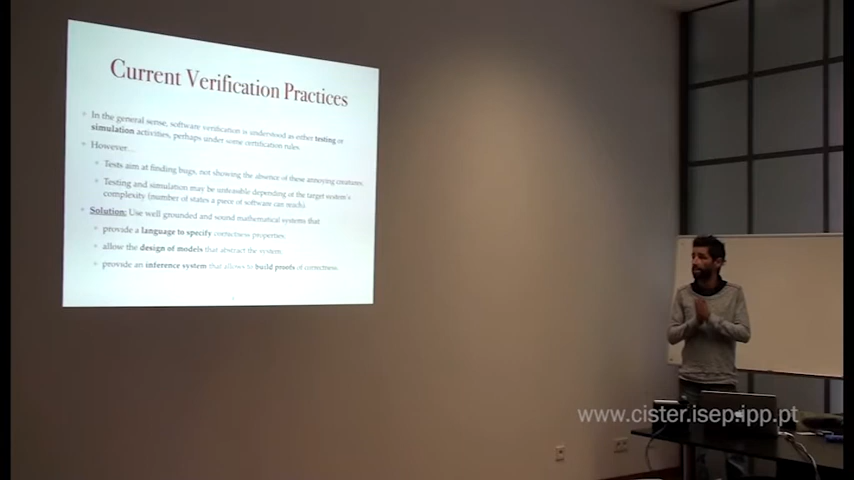 Current Verification Practices
In the general sense, software verification is understood as either testing or
simulation activities, perhaps under some certification rules.
However...
Tests aim at finding bugs, not showing the absence of these annoying creatures.
Testing and simulation may be unfeasible depending of the target system's
complexity (number of states a piece of software can reach).
Solution: Use well grounded and sound mathematical systems that
provide a language to specify correctness properties.
allow the design of models that abstract the system.
provide an inference system that allows to build proofs of correctness.
www.cister.isep.ipp.pt